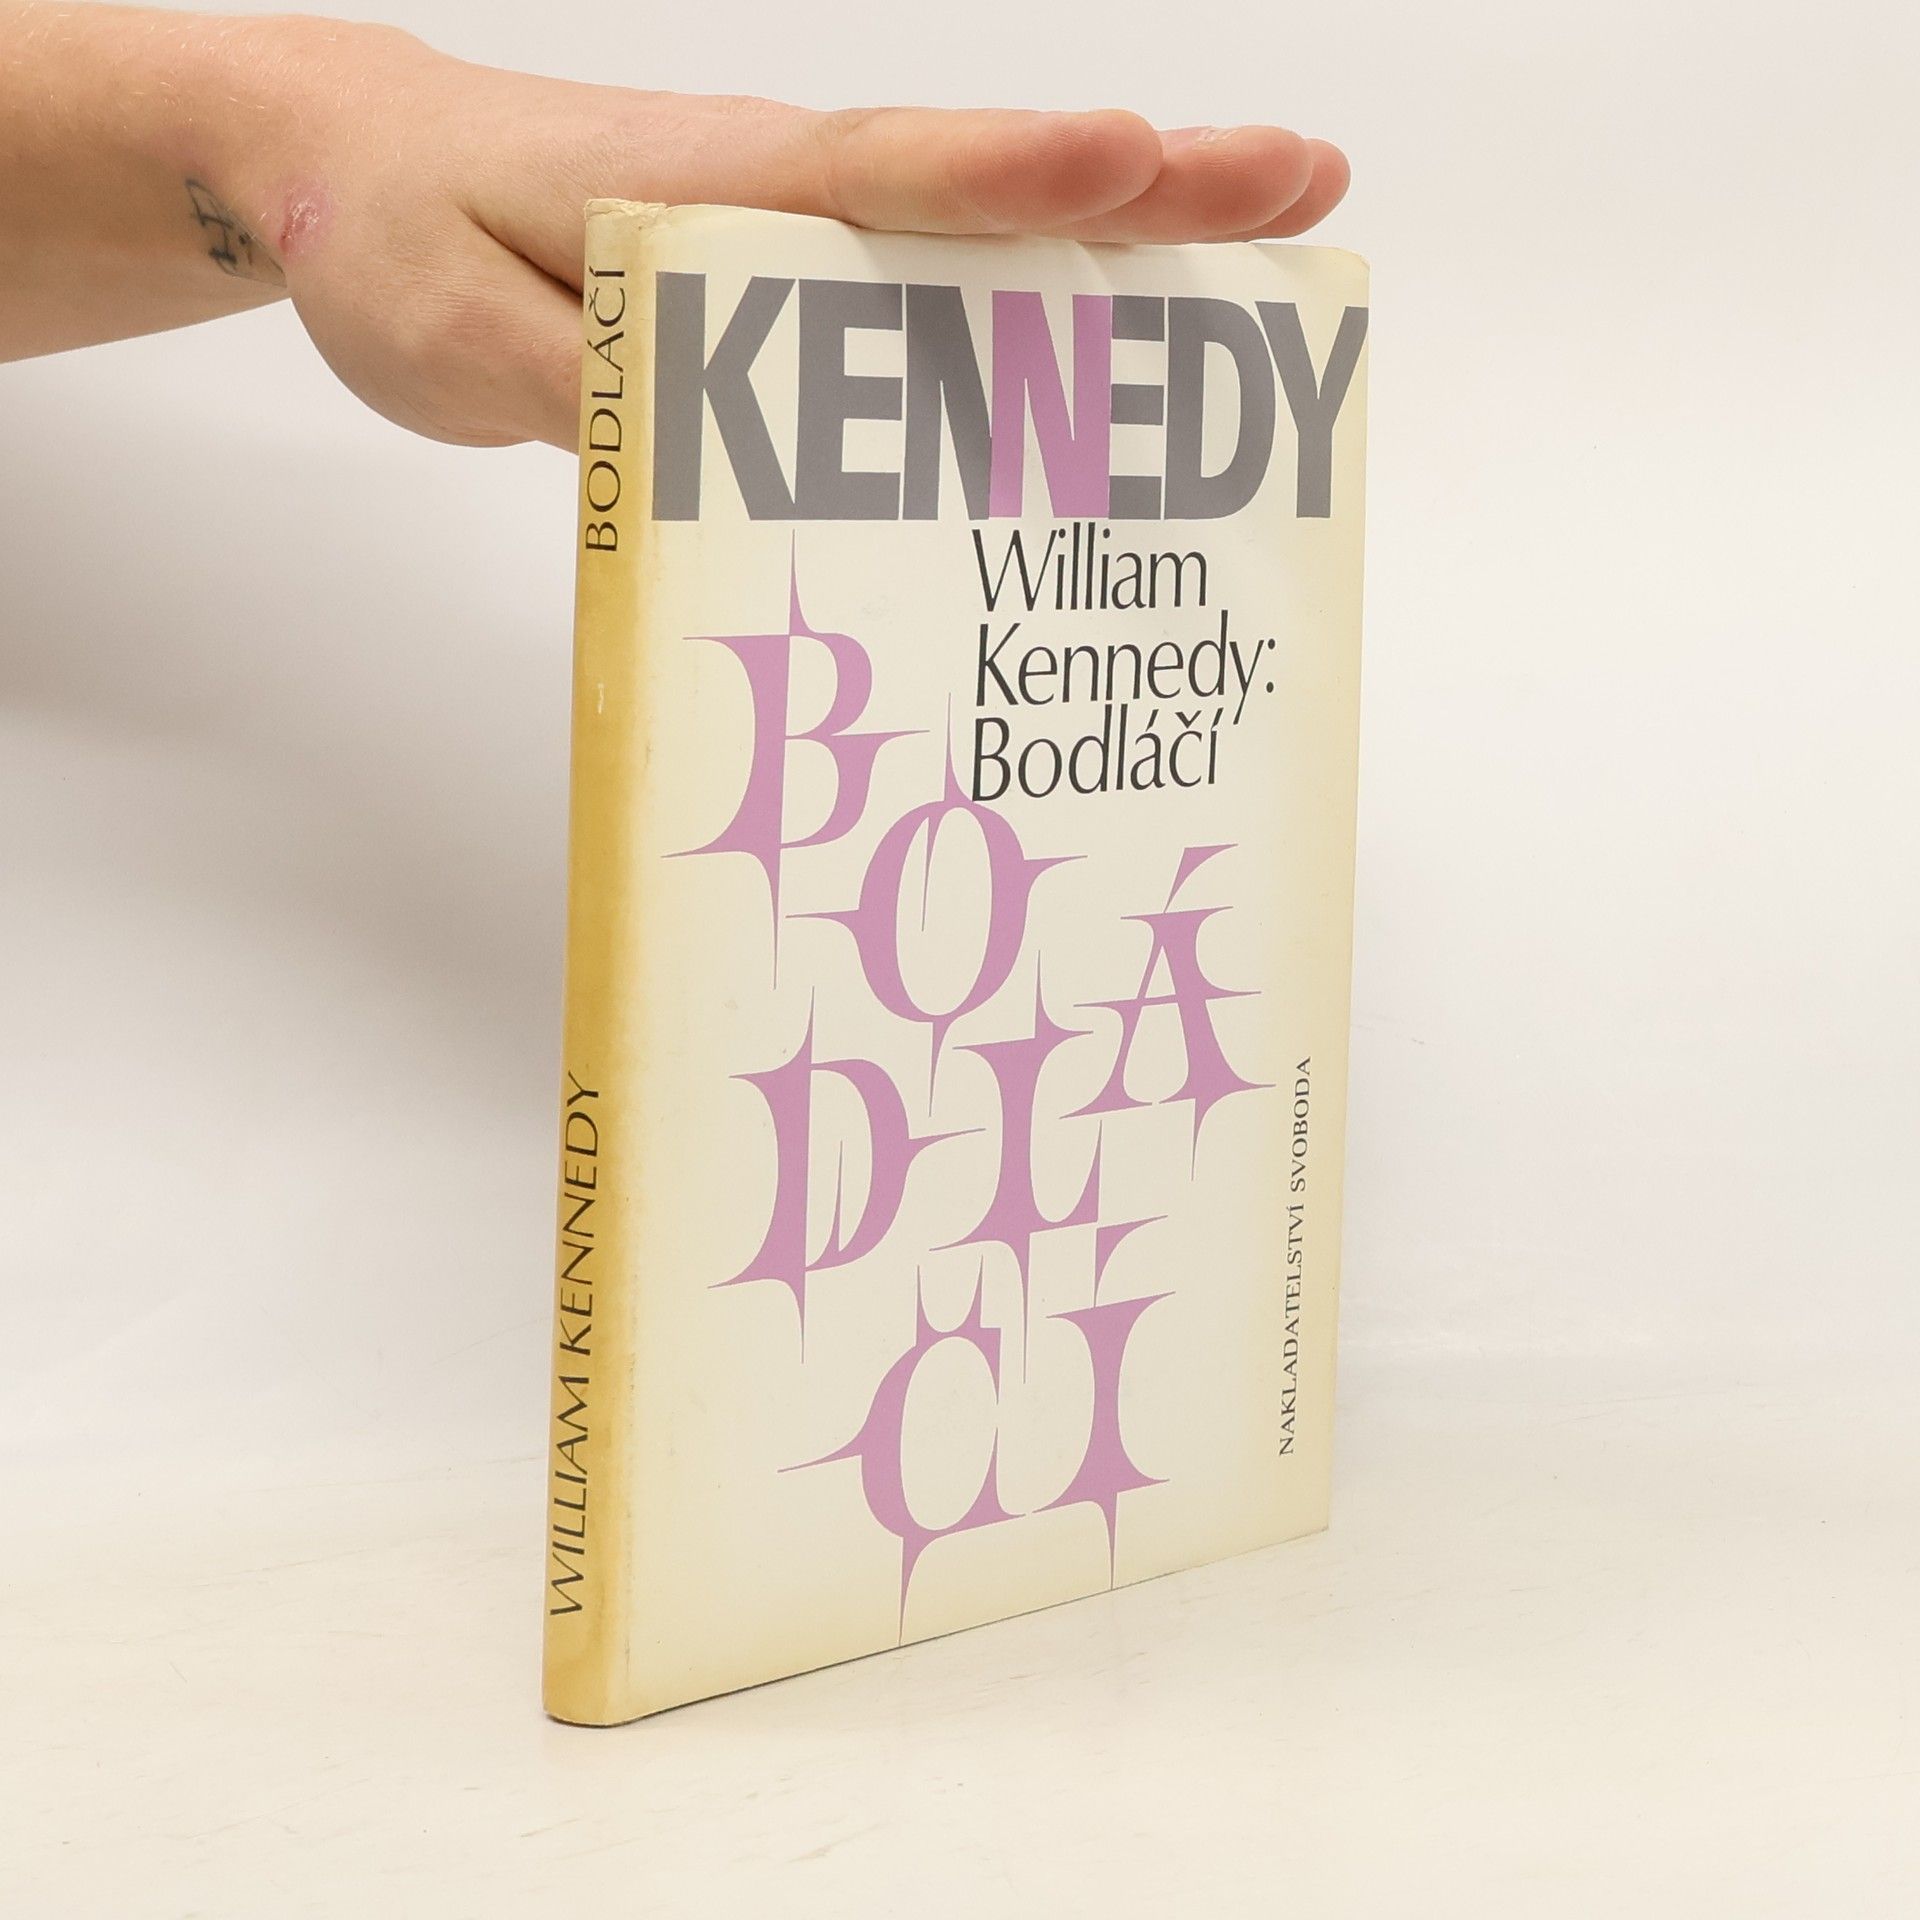 BODLÁČÍ
WILLIAM KENNEDY
KENNEDY
William
Kennedy:
Bodláčí
BODLÁČÍ
NAKLADATELSTVÍ SVOBODA